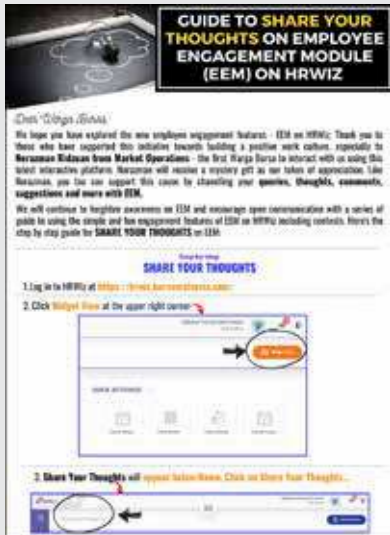 GUIDE TO SHARE YOUR
THOUGHTS ON EMPLOYEE
ENGAGEMENT MODULE
(EEM) ON HRWIZ
Dear Warga Bursa
We hope you have explored the new employee engagement features - EEM on HRWiz. Thank you to
those who have supported this initiative towards building a positive work culture, especially to
Norazman Ridzuan from Market Operations - the first Warga Bursa to interact with us using this
latest interactive platform. Norazman will receive a mystery gift as our token of appreciation. Like
Norazman, you too can support this cause by channeling your queries, thoughts, comments,
suggestions and more with EEM.
We will continue to heighten awareness on EEM and encourage open communication with a series of
guide to using the simple and fun engagement features of EEM on HRWiz including contests. Here's the
step by step guide for SHARE YOUR THOUGHTS on EEM:
Step by step
SHARE YOUR THOUGHTS
1. Log in to HRWiz at
2. Click Widget View at the upper right corner
3. Share Your Thoughts will appear below Home. Click on Share Your Thoughts...